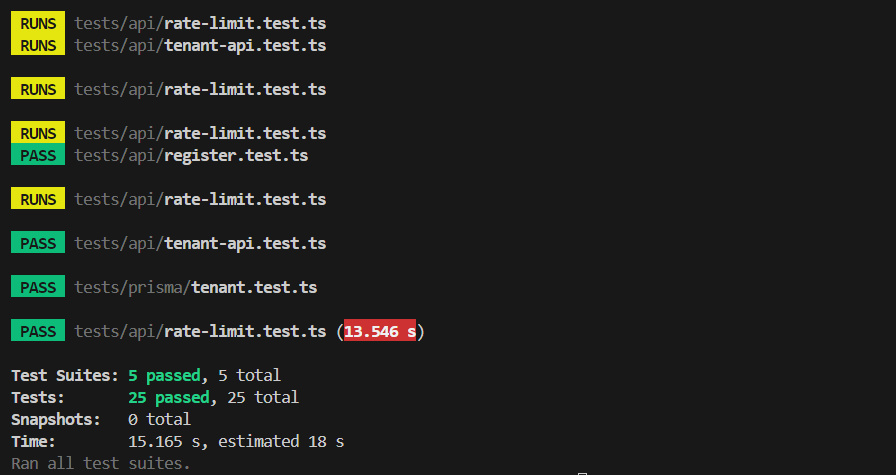 RUNS tests/api/rate-limit.test.ts
RUNS tests/api/tenant-api.test.ts
RUNS tests/api/rate-limit.test.ts
RUNS tests/api/rate-limit.test.ts
PASS tests/api/register.test.ts
RUNS tests/api/rate-limit.test.ts
PASS tests/api/tenant-api.test.ts
PASS tests/prisma/tenant.test.ts
PASS tests/api/rate-limit.test.ts (13.546 s)
Test Suites: 5 passed, 5 total
Tests: 25 passed, 25 total
Snapshots: 0 total
Time: 15.165 s, estimated 18 s
Ran all test suites.